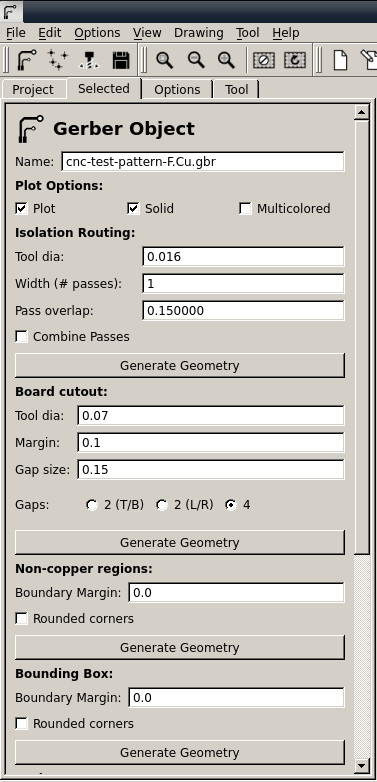 File Edit Options View Drawing Tool Help
Project Selected Options Tool
Gerber Object
Name: cnc-test-pattern-F.Cu.gbr
Plot Options:
Plot Solid Multicolored
Isolation Routing:
Tool dia: 0.016
Width (# passes): 1
Pass overlap: 0.150000
Combine Passes
Generate Geometry
Board cutout:
Tool dia: 0.07
Margin: 0.1
Gap size: 0.15
Gaps: 2 (T/B) 2 (L/R) 4
Generate Geometry
Non-copper regions:
Boundary Margin: 0.0
Rounded corners
Generate Geometry
Bounding Box:
Boundary Margin: 0.0
Rounded corners
Generate Geometry